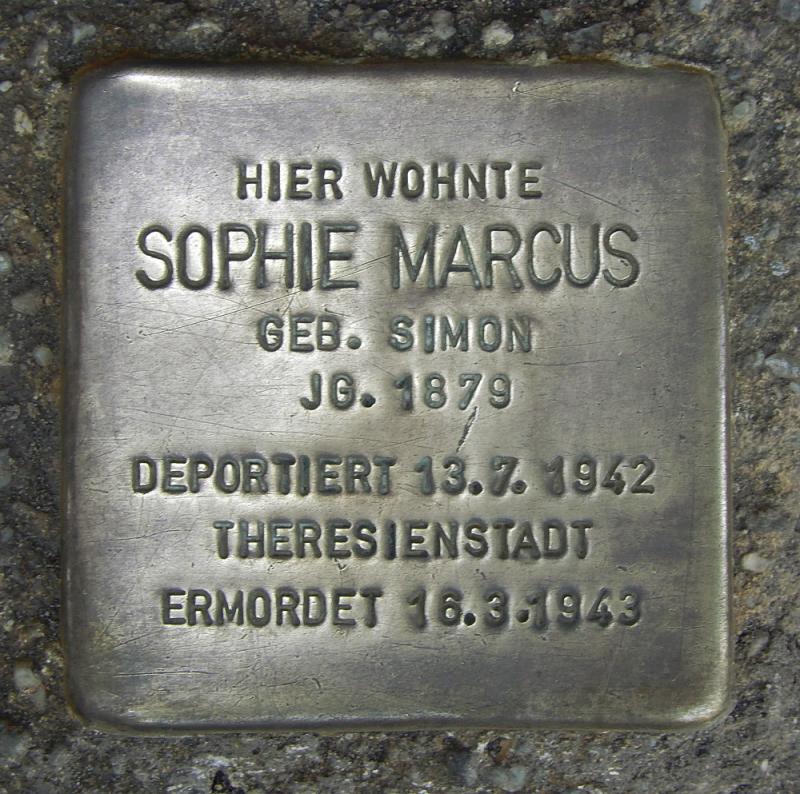 HIER WOHNTE
SOPHIE MARCUS
GEB. SIMON
JG. 1879
DEPORTIERT 13.7. 1942
THERESIENSTADT
ERMORDET 16.3.1943